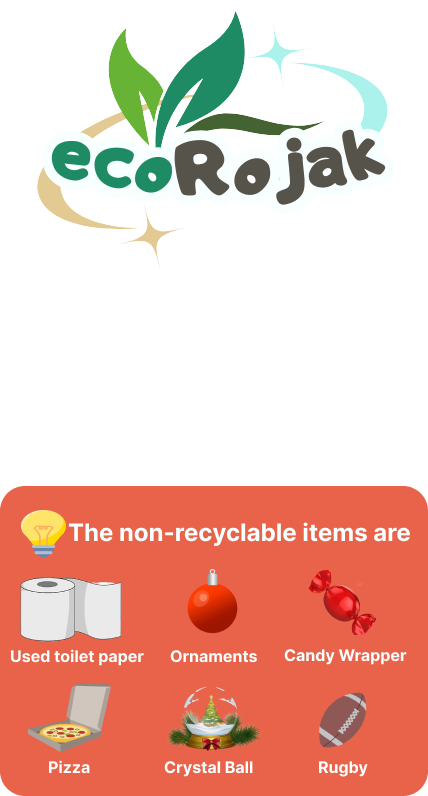 ecoRojak
The non-recyclable items are
Used toilet paper
Ornaments
Candy Wrapper
Pizza
Crystal Ball
Rugby